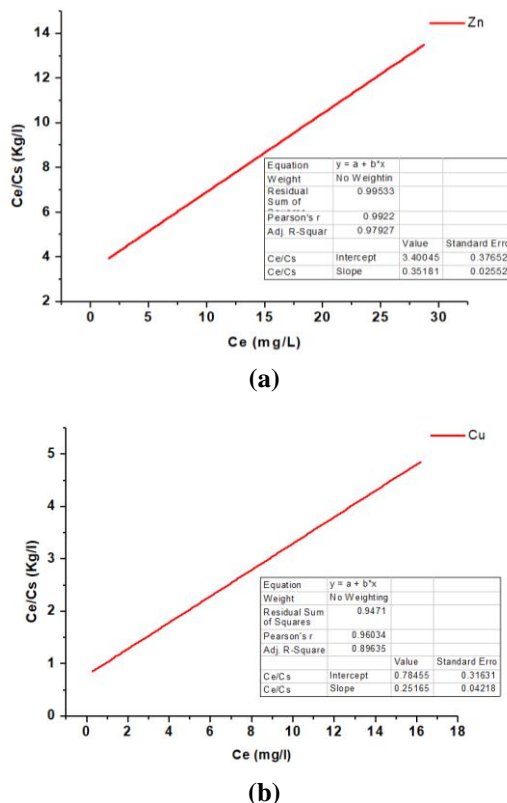 Zn
14
12
10
8
6
4
2
Ce/Cs (Kg/l)
Equation y = a + b*x
Weight No Weightin
Residual Sum of 0.99533
Pearson's r 0.9922
Adj. R-Squar 0.97927
Value Standard Erro
Ce/Cs Intercept 3.40045 0.37652
Ce/Cs Slope 0.35181 0.02552
0 5 10 15 20 25 30
Ce (mg/L)
(a)
Cu
5
4
3
2
1
0
Ce/Cs (Kg/l)
Equation y = a + b*x
Weight No Weighting
Residual Sum of Squares 0.9471
Pearson's r 0.96034
Adj. R-Square 0.89635
Value Standard Erro
Ce/Cs Intercept 0.78455 0.31631
Ce/Cs Slope 0.25165 0.04218
0 2 4 6 8 10 12 14 16 18
Ce (mg/l)
(b)